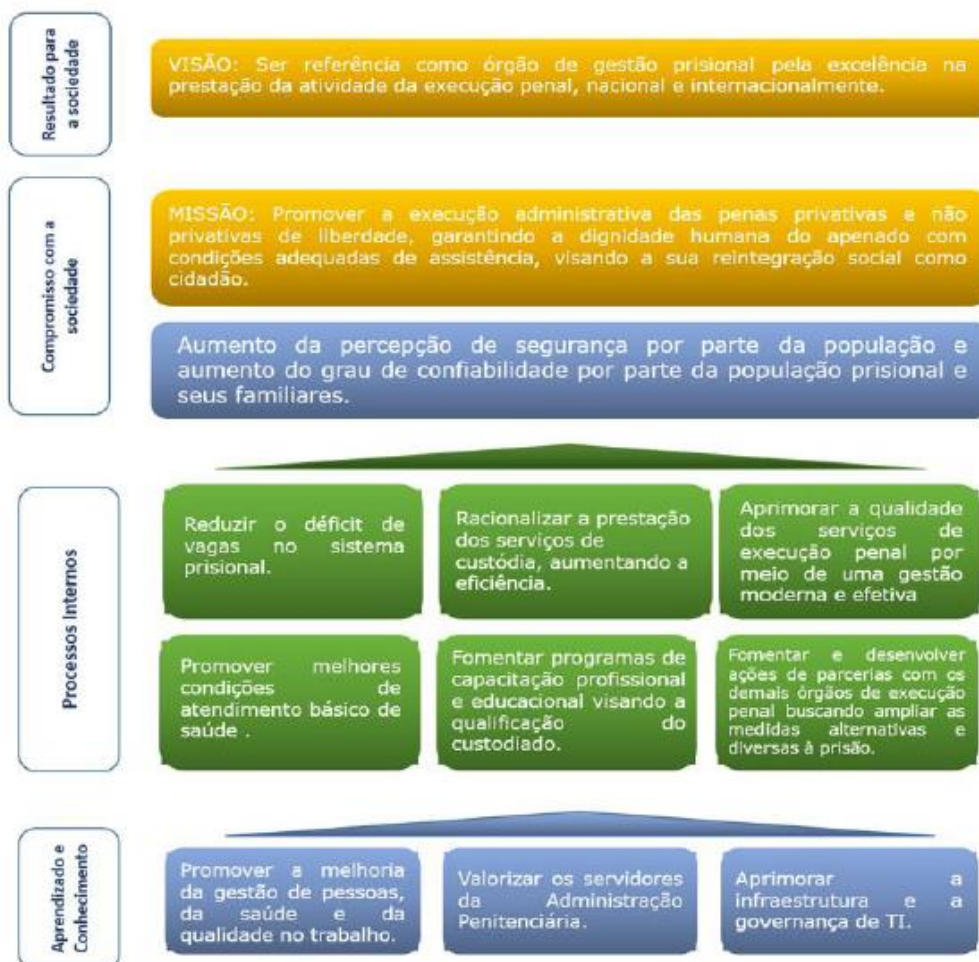 Resultado para
a sociedade
VISÃO: Ser referência como órgão de gestão prisional pela excelência na
prestação da atividade da execução penal, nacional e internacionalmente.
Compromisso com a
sociedade
MISSÃO: Promover a execução administrativa das penas privativas e não
privativas de liberdade, garantindo a dignidade humana do apenado com
condições adequadas de assistência, visando a sua reintegração social como
cidadão.
Aumento da percepção de segurança por parte da população e
aumento do grau de confiabilidade por parte da população prisional e
seus familiares.
Processos Internos
Reduzir o déficit de
vagas no sistema
prisional.
Racionalizar a prestação
dos serviços de
custódia, aumentando a
eficiência.
Aprimorar a qualidade
dos serviços de
execução penal por
meio de uma gestão
moderna e efetiva
Promover melhores
condições de
atendimento básico de
saúde .
Fomentar programas de
capacitação profissional
e educacional visando a
qualificação do
custodiado.
Fomentar e desenvolver
ações de parcerias com os
demais órgãos de execução
penal buscando ampliar as
medidas alternativas e
diversas à prisão.
Aprendizado e
Conhecimento
Promover a melhoria
da gestão de pessoas,
da saúde e da
qualidade no trabalho.
Valorizar os servidores
da Administração
Penitenciária.
Aprimorar a
infraestrutura e a
governança de TI.